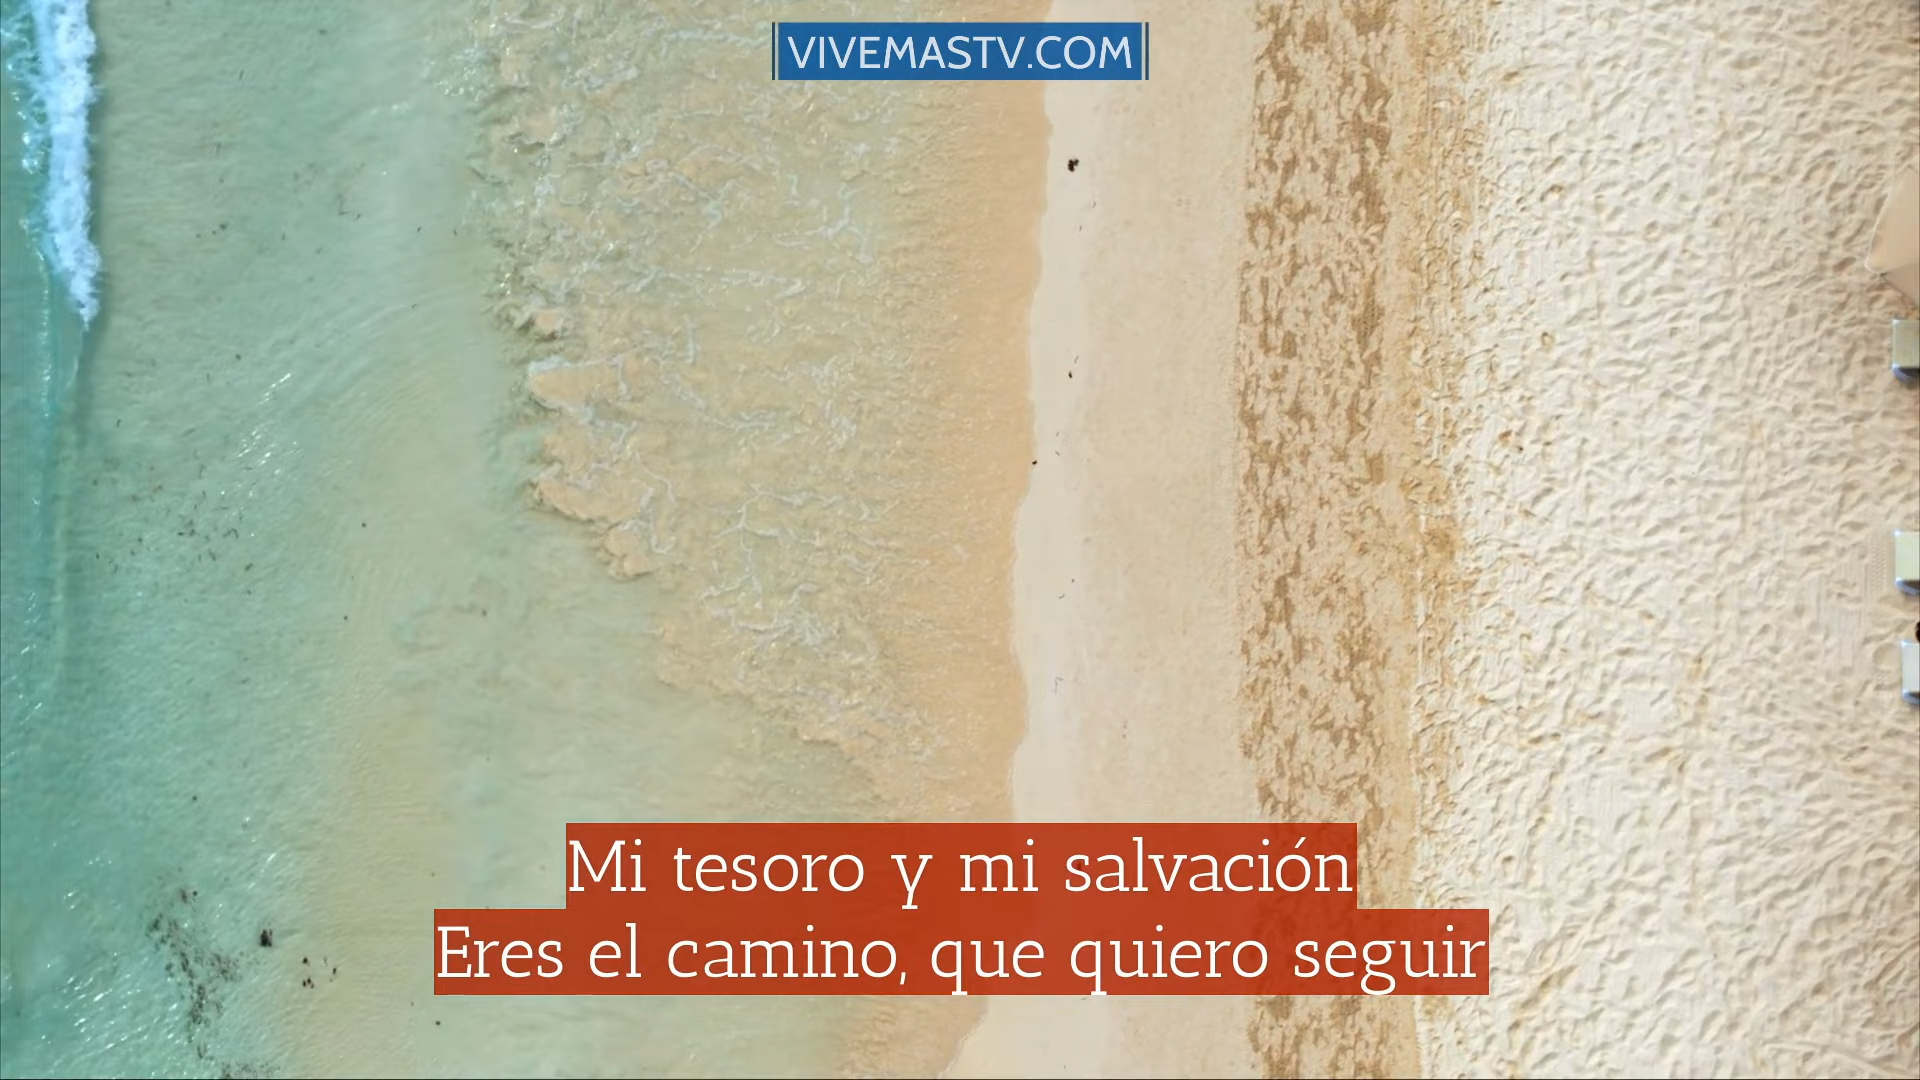 VIVEMASTV.COM
Mi tesoro y mi salvación
Eres el camino, que quiero seguir